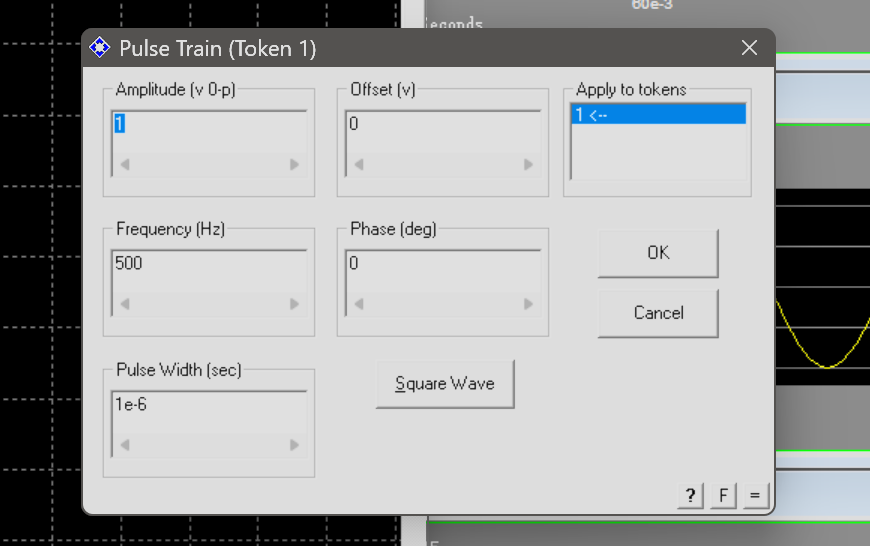 60e-3
Seconds
Pulse Train (Token 1)
Amplitude (v 0-p)
1
Offset (v)
0
Apply to tokens
1 <--
Frequency (Hz)
500
Phase (deg)
0
OK
Cancel
Pulse Width (sec)
1e-6
Square Wave
? F =